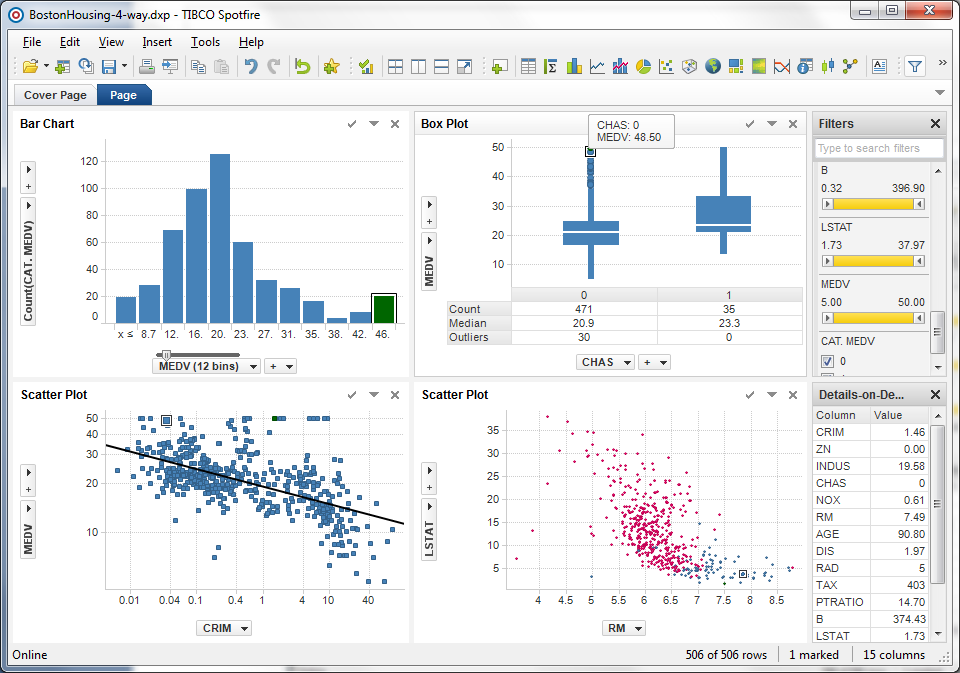 BostonHousing-4-way.dxp - TIBCO Spotfire
File Edit View Insert Tools Help
Cover Page Page
Bar Chart
120
100
80
60
40
20
0
Count(CAT. MEDV)
x ≤ 8.7 12. 16. 20. 23. 27. 31. 35. 38. 42. 46.
MEDV (12 bins) +
Box Plot
CHAS: 0
MEDV: 48.50
50
40
30
20
10
MEDV
0 1
Count 471 35
Median 20.9 23.3
Outliers 30 0
CHAS +
Filters
Type to search filters
B
0.32 396.90
LSTAT
1.73 37.97
MEDV
5.00 50.00
CAT. MEDV
0
Scatter Plot
50
40
30
20
10
MEDV
0.01 0.04 0.1 0.4 1 4 10 40
CRIM
Scatter Plot
35
30
25
20
15
10
5
LSTAT
4 4.5 5 5.5 6 6.5 7 7.5 8 8.5
RM
Details-on-De...
Column Value
CRIM 1.46
ZN 0.00
INDUS 19.58
CHAS 0
NOX 0.61
RM 7.49
AGE 90.80
DIS 1.97
RAD 5
TAX 403
PTRATIO 14.70
B 374.43
LSTAT 1.73
Online 506 of 506 rows 1 marked 15 columns